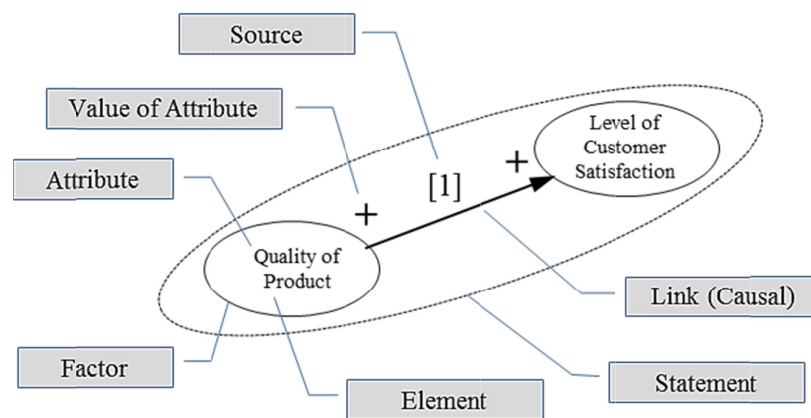 Source
Value of Attribute
Attribute
+
[1]
+
Level of
Customer
Satisfaction
Quality of
Product
Link (Causal)
Factor
Element
Statement